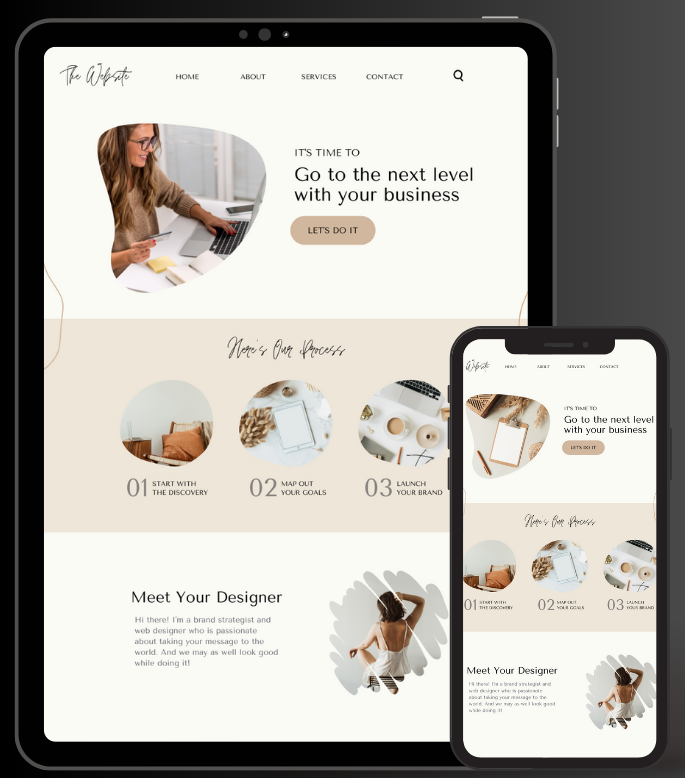 The Website
HOME ABOUT SERVICES CONTACT
IT'S TIME TO
Go to the next level
with your business
LET'S DO IT
Here's Our Process
01 START WITH
THE DISCOVERY
02 MAP OUT
YOUR GOALS
03 LAUNCH
YOUR BRAND
Meet Your Designer
Hi there! I'm a brand strategist and
web designer who is passionate
about taking your message to the
world. And we may as well look good
while doing it!
Website
HOME ABOUT SERVICES CONTACT
IT'S TIME TO
Go to the next level
with your business
LET'S DO IT
Here's Our Process
01 START WITH
THE DISCOVERY
02 MAP OUT
YOUR GOALS
03 LAUNCH
YOUR BRAND
Meet Your Designer
Hi there! I'm a brand strategist and
web designer who is passionate
about taking your message to the
world. And we may as well look good
while doing it!